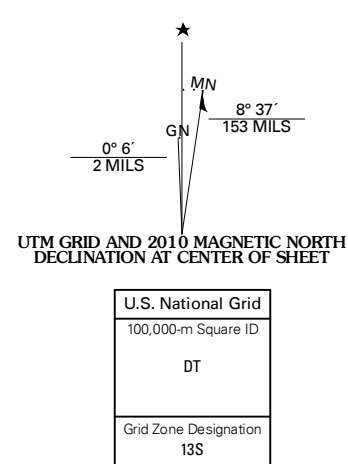 MN
8° 37´
153 MILS
GN
0° 6´
2 MILS
UTM GRID AND 2010 MAGNETIC NORTH
DECLINATION AT CENTER OF SHEET
U.S. National Grid
100,000-m Square ID
DT
Grid Zone Designation
13S